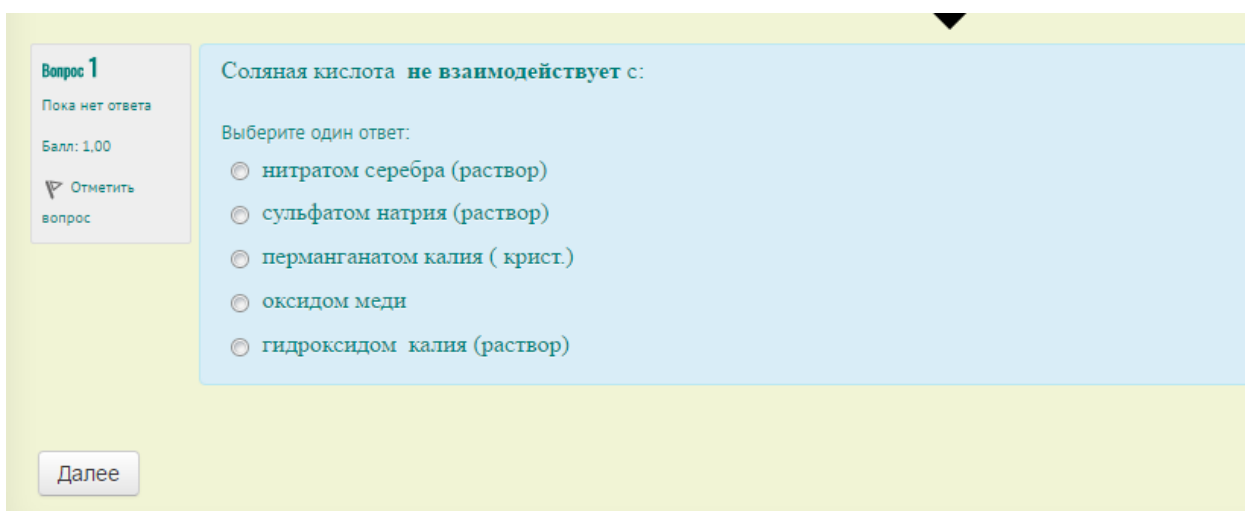 Вопрос 1
Пока нет ответа
Балл: 1,00
Отметить
вопрос
Соляная кислота не взаимодействует с:
Выберите один ответ:
нитратом серебра (раствор)
сульфатом натрия (раствор)
перманганатом калия ( крист.)
оксидом меди
гидроксидом калия (раствор)
Далее